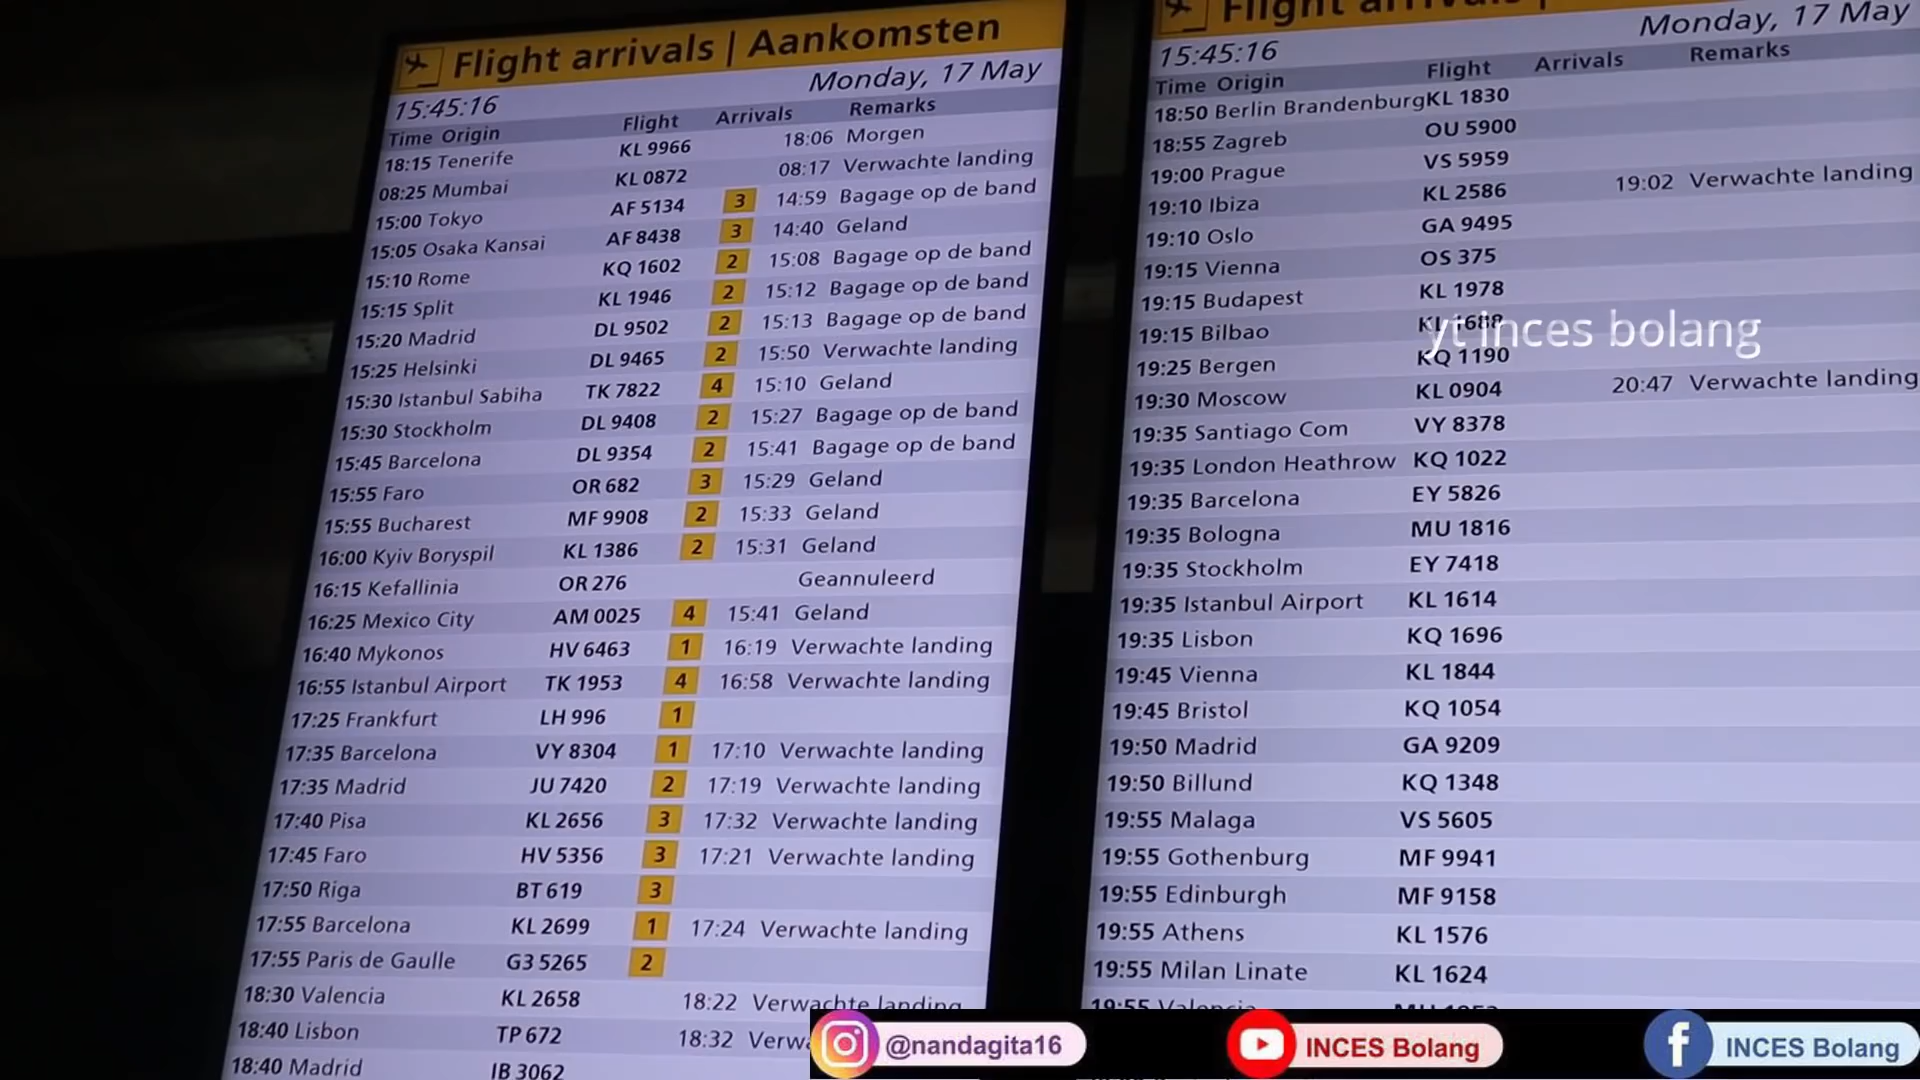 Flight arrivals | Aankomsten
Monday, 17 May
15:45:16
Time Origin Flight Arrivals Remarks
18:15 Tenerife KL 9966 18:06 Morgen
08:25 Mumbai KL 0872 08:17 Verwachte landing
15:00 Tokyo AF 5134 3 14:59 Bagage op de band
15:05 Osaka Kansai AF 8438 3 14:40 Geland
15:10 Rome KQ 1602 2 15:08 Bagage op de band
15:15 Split KL 1946 2 15:12 Bagage op de band
15:20 Madrid DL 9502 2 15:13 Bagage op de band
15:25 Helsinki DL 9465 2 15:50 Verwachte landing
15:30 Istanbul Sabiha TK 7822 4 15:10 Geland
15:30 Stockholm DL 9408 2 15:27 Bagage op de band
15:45 Barcelona DL 9354 2 15:41 Bagage op de band
15:55 Faro OR 682 3 15:29 Geland
15:55 Bucharest MF 9908 2 15:33 Geland
16:00 Kyiv Boryspil KL 1386 2 15:31 Geland
16:15 Kefallinia OR 276 Geannuleerd
16:25 Mexico City AM 0025 4 15:41 Geland
16:40 Mykonos HV 6463 1 16:19 Verwachte landing
16:55 Istanbul Airport TK 1953 4 16:58 Verwachte landing
17:25 Frankfurt LH 996 1
17:35 Barcelona VY 8304 1 17:10 Verwachte landing
17:35 Madrid JU 7420 2 17:19 Verwachte landing
17:40 Pisa KL 2656 3 17:32 Verwachte landing
17:45 Faro HV 5356 3 17:21 Verwachte landing
17:50 Riga BT 619 3
17:55 Barcelona KL 2699 1 17:24 Verwachte landing
17:55 Paris de Gaulle G3 5265 2
18:30 Valencia KL 2658 18:22 Verwachte landing
18:40 Lisbon TP 672 18:32 Verwa
18:40 Madrid IB 3062
Flight arrivals |
Monday, 17 May
15:45:16
Time Origin Flight Arrivals Remarks
18:50 Berlin Brandenburg KL 1830
18:55 Zagreb OU 5900
19:00 Prague VS 5959
19:10 Ibiza KL 2586 19:02 Verwachte landing
19:10 Oslo GA 9495
19:15 Vienna OS 375
19:15 Budapest KL 1978
19:15 Bilbao KL 1688
19:25 Bergen KQ 1190
19:30 Moscow KL 0904 20:47 Verwachte landing
19:35 Santiago Com VY 8378
19:35 London Heathrow KQ 1022
19:35 Barcelona EY 5826
19:35 Bologna MU 1816
19:35 Stockholm EY 7418
19:35 Istanbul Airport KL 1614
19:35 Lisbon KQ 1696
19:45 Vienna KL 1844
19:45 Bristol KQ 1054
19:50 Madrid GA 9209
19:50 Billund KQ 1348
19:55 Malaga VS 5605
19:55 Gothenburg MF 9941
19:55 Edinburgh MF 9158
19:55 Athens KL 1576
19:55 Milan Linate KL 1624
19:55 Valencia
yt inces bolang
@nandagita16
INCES Bolang
INCES Bolang